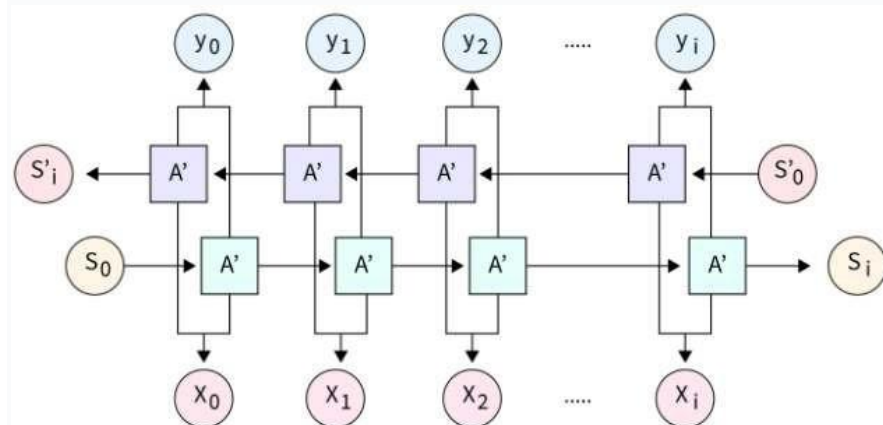 y0 y1 y2 ..... yi
S'i A' A' A' A' S'0
S0 A' A' A' A' Si
X0 X1 X2 ..... Xi